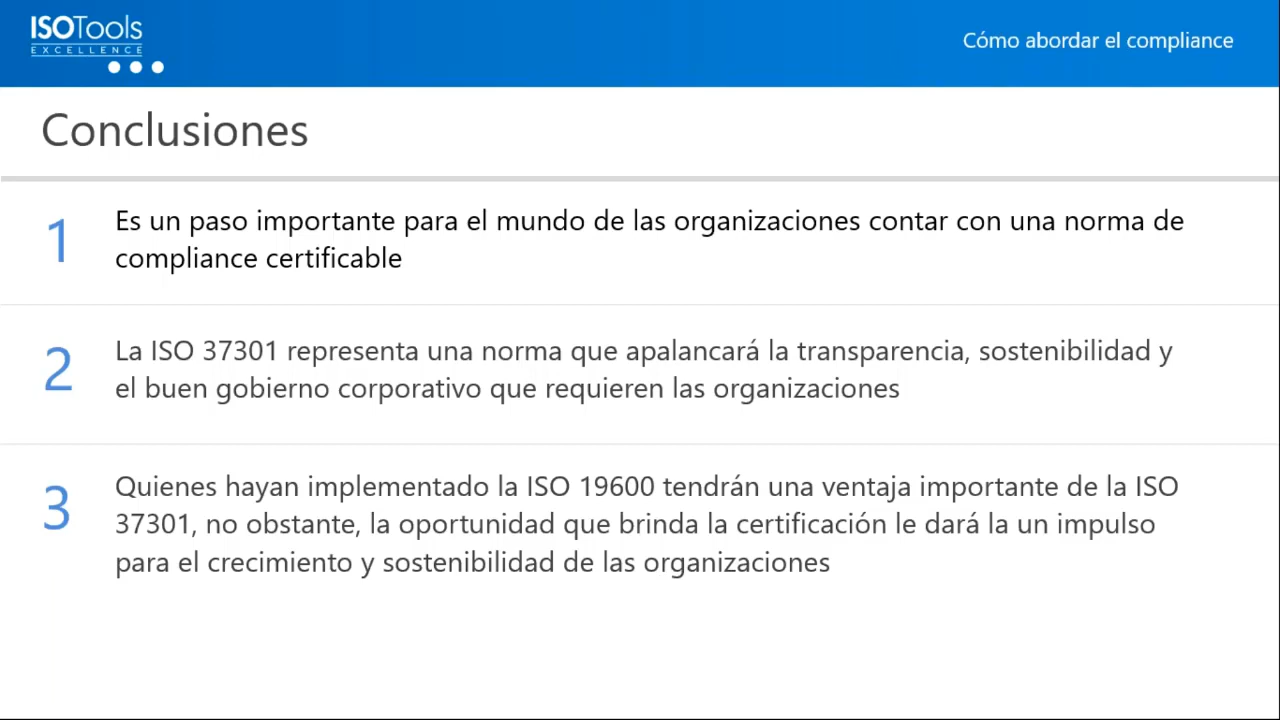 ISOTools
EXCELLENCE
Cómo abordar el compliance
Conclusiones
1
Es un paso importante para el mundo de las organizaciones contar con una norma de
compliance certificable
2
La ISO 37301 representa una norma que apalancará la transparencia, sostenibilidad y
el buen gobierno corporativo que requieren las organizaciones
3
Quienes hayan implementado la ISO 19600 tendrán una ventaja importante de la ISO
37301, no obstante, la oportunidad que brinda la certificación le dará la un impulso
para el crecimiento y sostenibilidad de las organizaciones